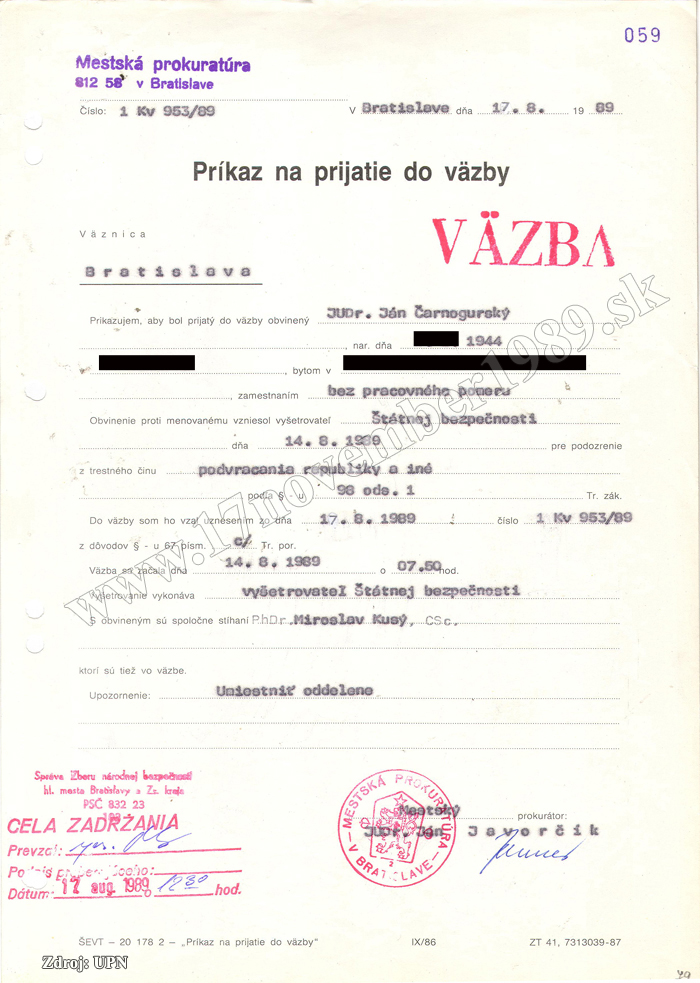 059
Mestská prokuratúra
812 58 v Bratislave
Číslo: 1 Kv 953/89 V Bratislave dňa 17. 8. 19 89
Príkaz na prijatie do väzby
Väznica
VÄZBA
Bratislava
Prikazujem, aby bol prijatý do väzby obvinený JUDr. Ján Čarnogurský
, nar. dňa 1944
v , bytom v
, zamestnaním bez pracovného pomeru
Obvinenie proti menovanému vzniesol vyšetrovateľ Štátnej bezpečnosti
dňa 14. 8. 1989 pre podozrenie
z trestného činu podvracania republiky a iné
podľa § - u 98 ods. 1 Tr. zák.
Do väzby som ho vzal uznesením zo dňa 17. 8. 1989 číslo 1 Kv 953/89
z dôvodov § - u 67 písm. c/ Tr. por.
Väzba sa začala dňa 14. 8. 1989 o 07.50 hod.
Vyšetrovanie vykonáva vyšetrovateľ Štátnej bezpečnosti
S obvineným sú spoločne stíhaní PhDr. Miroslav Kusý, CSc.
ktorí sú tiež vo väzbe.
Upozornenie: Umiestniť oddelene
www.17november1989.sk
Správa Zboru národnej bezpečnosti
hl. mesta Bratislavy a Zs. kraja
PSČ 832 23
CELA ZADRŽANIA
Prevzal:
Podpis preberajúceho:
Dátum: 17 aug. 1989 12 30 hod.
MESTSKÁ PROKURATÚRA
V BRATISLAVE
2
Mestský prokurátor:
JUDr. Ján Javorčík
ŠEVT – 20 178 2 – „Príkaz na prijatie do väzby“ IX/86 ZT 41, 7313039-87
Zdroj: UPN